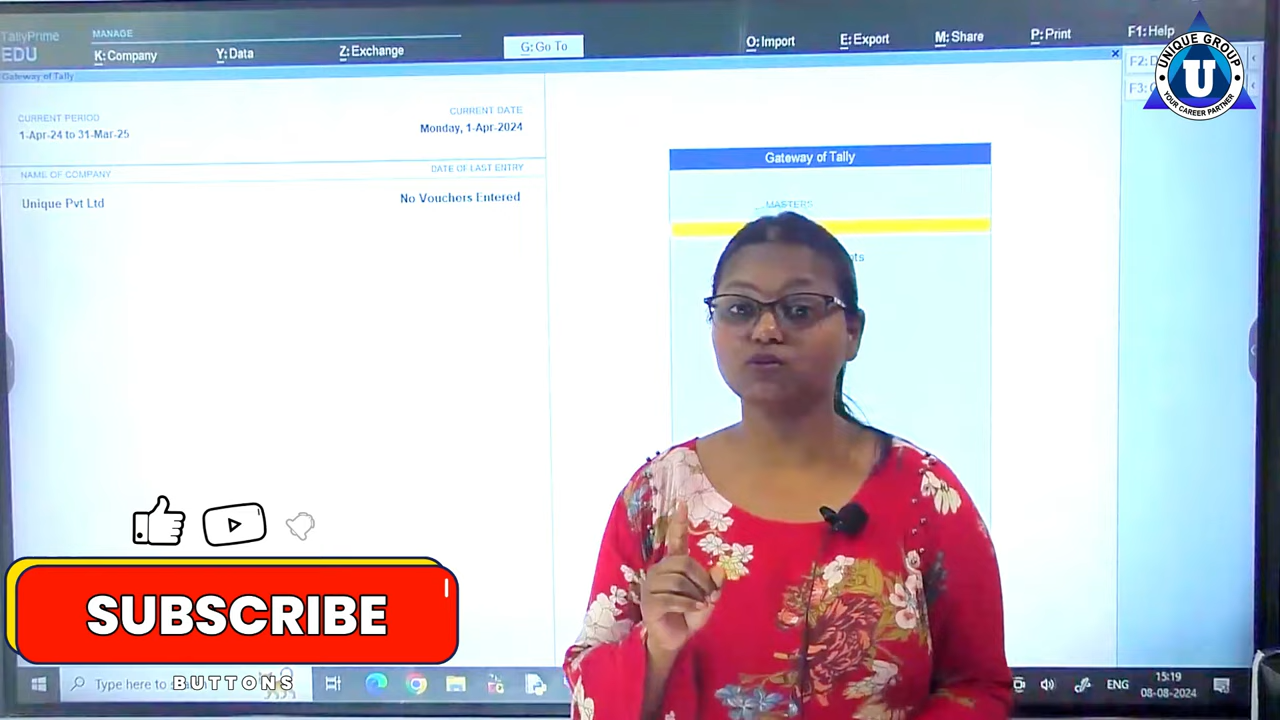 TallyPrime
EDU
MANAGE
K: Company
Y: Data
Z: Exchange
G: Go To
O: Import
E: Export
M: Share
P: Print
F1: Help
F2:
F3:
UNIQUE GROUP
U
YOUR CAREER PARTNER
Gateway of Tally
CURRENT PERIOD
1-Apr-24 to 31-Mar-25
CURRENT DATE
Monday, 1-Apr-2024
NAME OF COMPANY
Unique Pvt Ltd
DATE OF LAST ENTRY
No Vouchers Entered
Gateway of Tally
MASTERS
SUBSCRIBE
BUTTONS
Type here to
ENG
15:19
08-08-2024